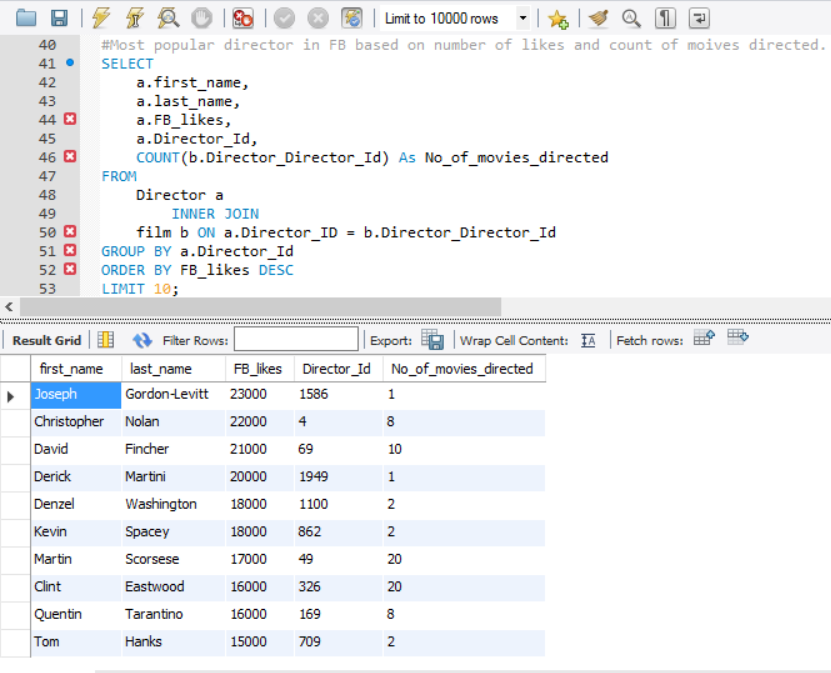 Limit to 10000 rows
40 #Most popular director in FB based on number of likes and count of moives directed.
41 SELECT
42 a.first_name,
43 a.last_name,
44 a.FB_likes,
45 a.Director_Id,
46 COUNT(b.Director_Director_Id) As No_of_movies_directed
47 FROM
48 Director a
49 INNER JOIN
50 film b ON a.Director_ID = b.Director_Director_Id
51 GROUP BY a.Director_Id
52 ORDER BY FB_likes DESC
53 LIMIT 10;
Result Grid Filter Rows: Export: Wrap Cell Content: Fetch rows:
first_name last_name FB_likes Director_Id No_of_movies_directed
Joseph Gordon-Levitt 23000 1586 1
Christopher Nolan 22000 4 8
David Fincher 21000 69 10
Derick Martini 20000 1949 1
Denzel Washington 18000 1100 2
Kevin Spacey 18000 862 2
Martin Scorsese 17000 49 20
Clint Eastwood 16000 326 20
Quentin Tarantino 16000 169 8
Tom Hanks 15000 709 2